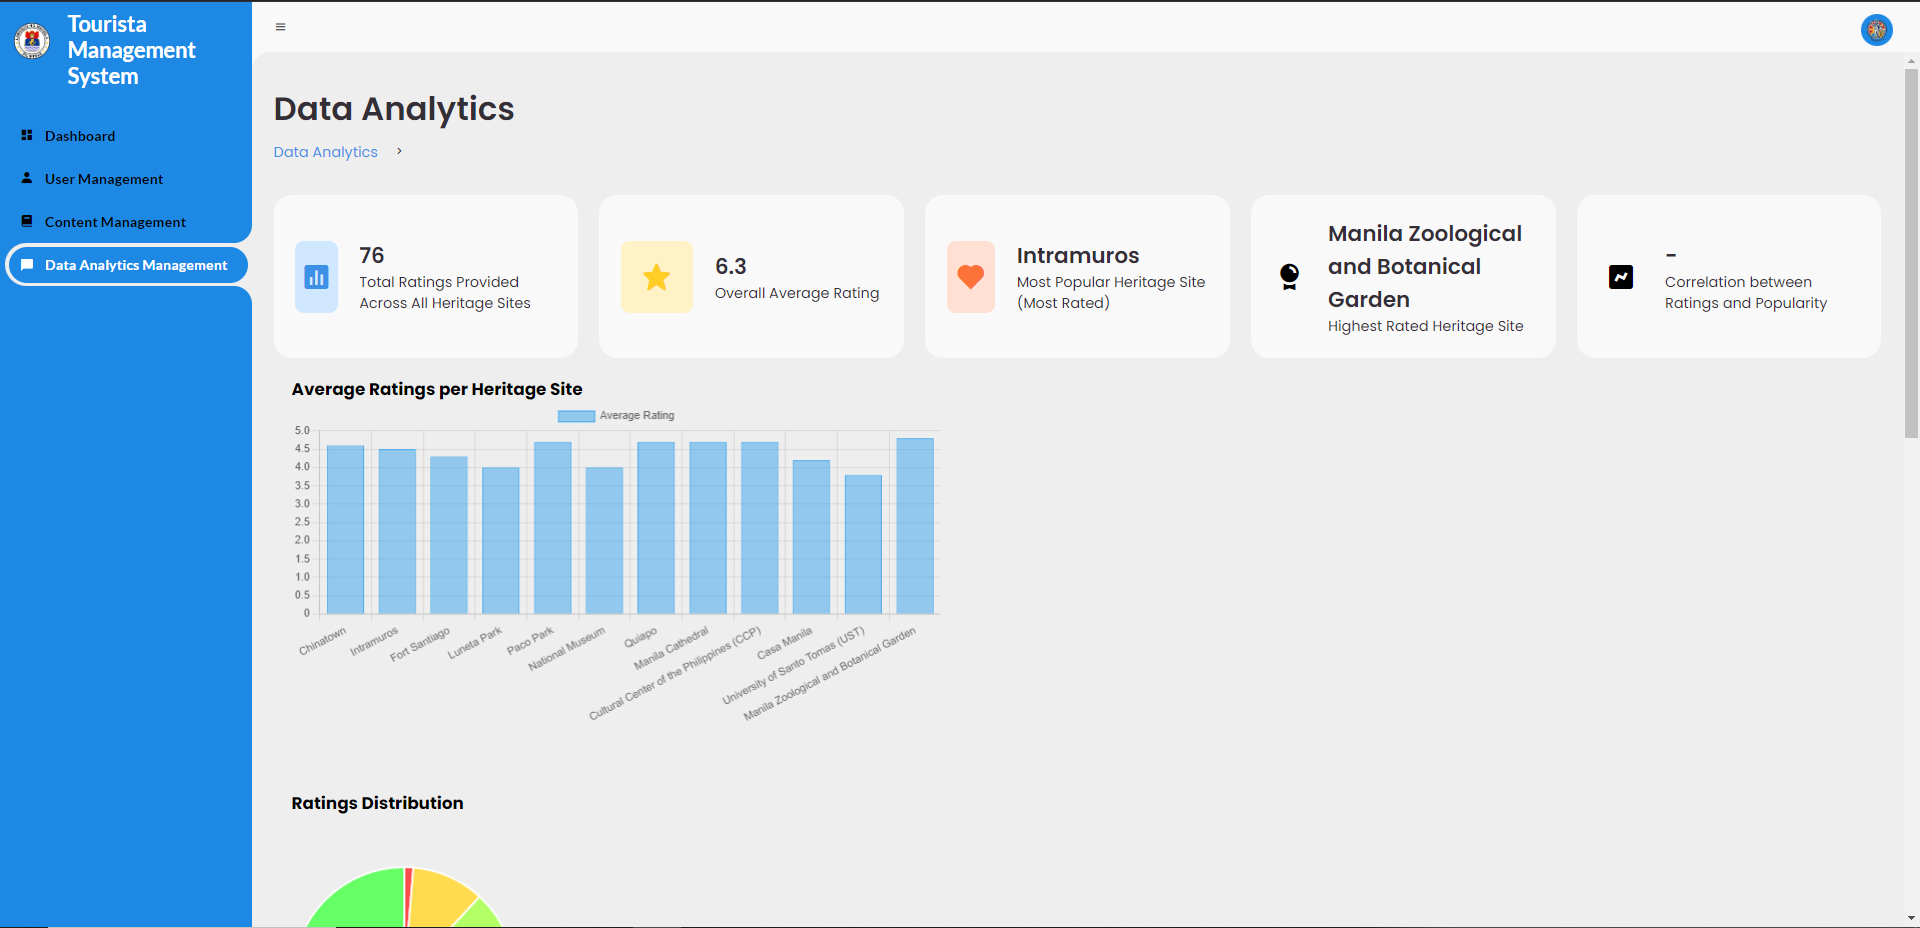 Tourista
Management
System
Dashboard
User Management
Content Management
Data Analytics Management
Data Analytics
Data Analytics >
76
Total Ratings Provided
Across All Heritage Sites
6.3
Overall Average Rating
Intramuros
Most Popular Heritage Site
(Most Rated)
Manila Zoological
and Botanical
Garden
Highest Rated Heritage Site
-
Correlation between
Ratings and Popularity
Average Ratings per Heritage Site
Average Rating
5.0
4.5
4.0
3.5
3.0
2.5
2.0
1.5
1.0
0.5
0
Chinatown
Intramuros
Fort Santiago
Luneta Park
Paco Park
National Museum
Quiapo
Manila Cathedral
Cultural Center of the Philippines (CCP)
Casa Manila
University of Santo Tomas (UST)
Manila Zoological and Botanical Garden
Ratings Distribution